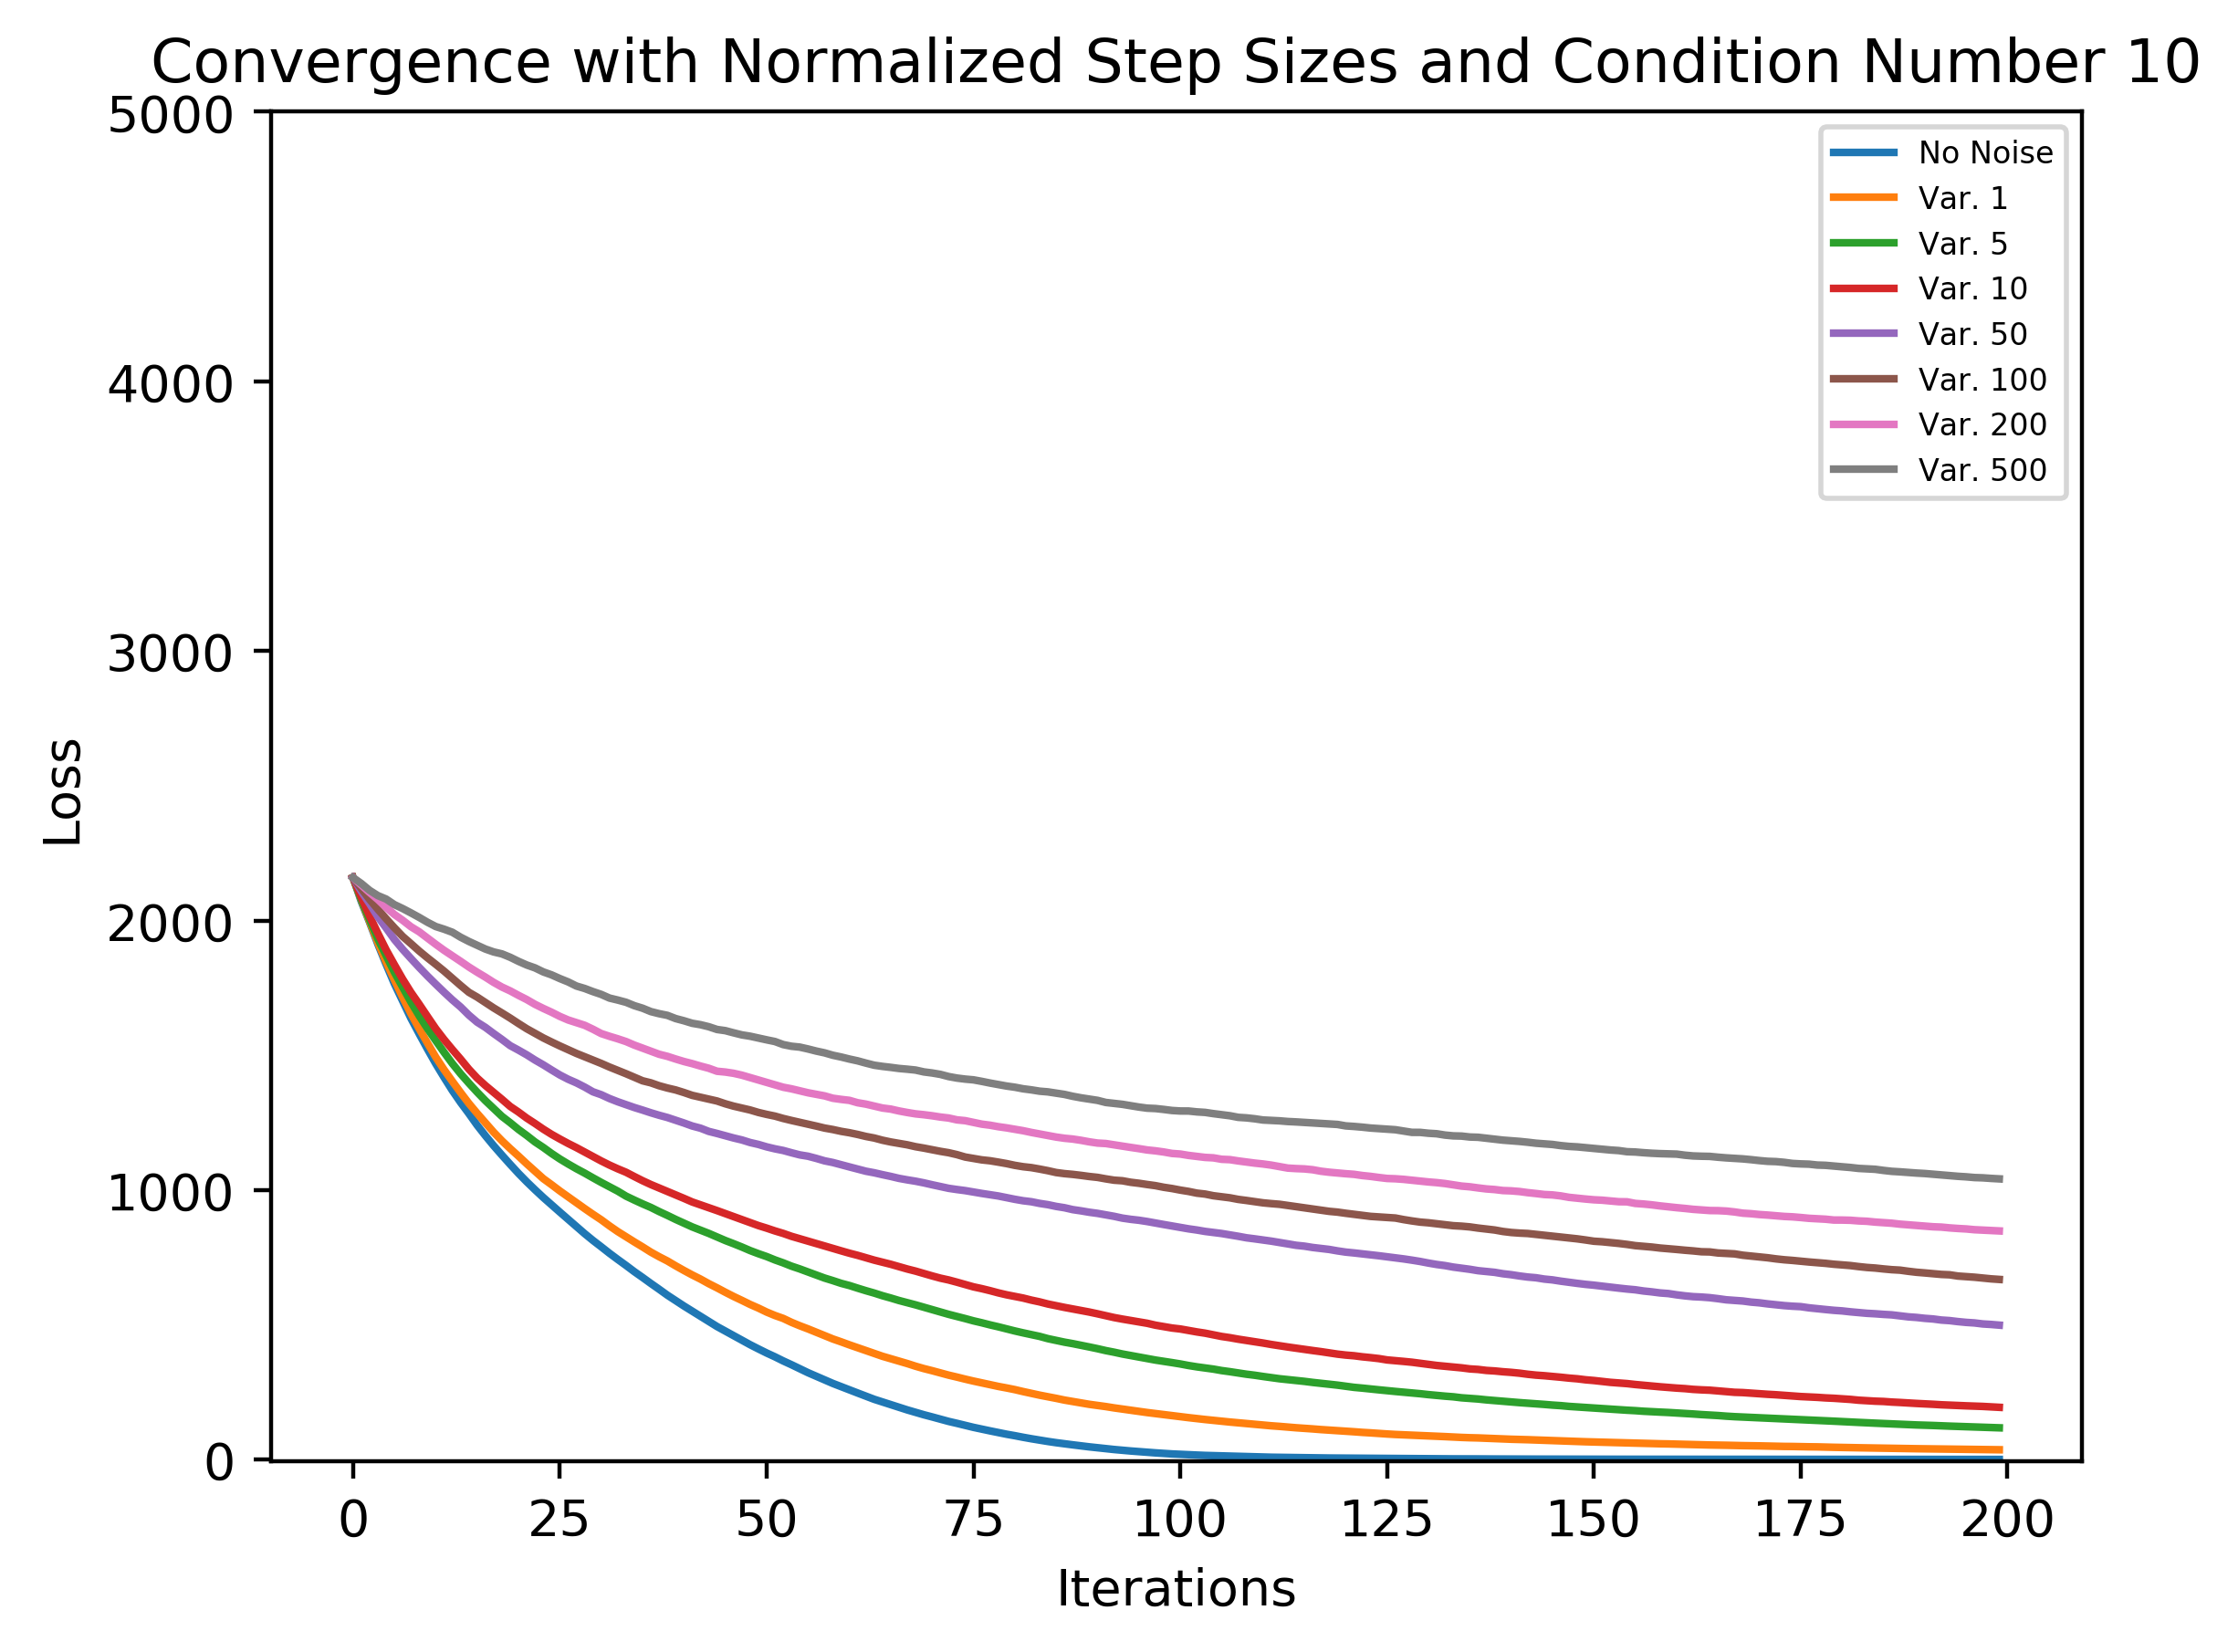 Convergence with Normalized Step Sizes and Condition Number 10
5000
4000
3000
2000
1000
0
Loss
No Noise
Var. 1
Var. 5
Var. 10
Var. 50
Var. 100
Var. 200
Var. 500
0 25 50 75 100 125 150 175 200
Iterations